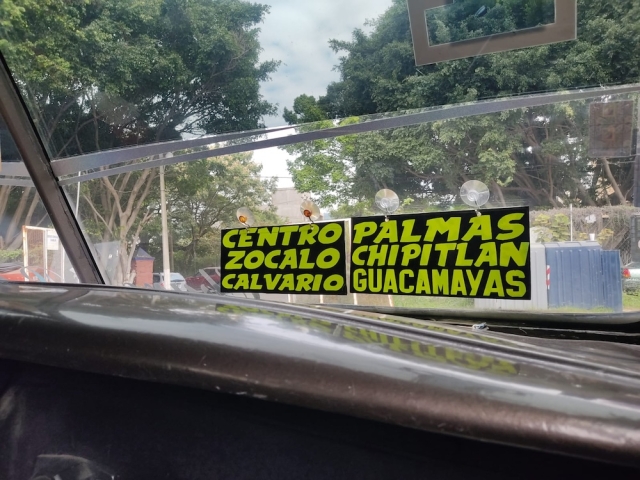 CENTRO
ZOCALO
CALVARIO
PALMAS
CHIPITLAN
GUACAMAYAS